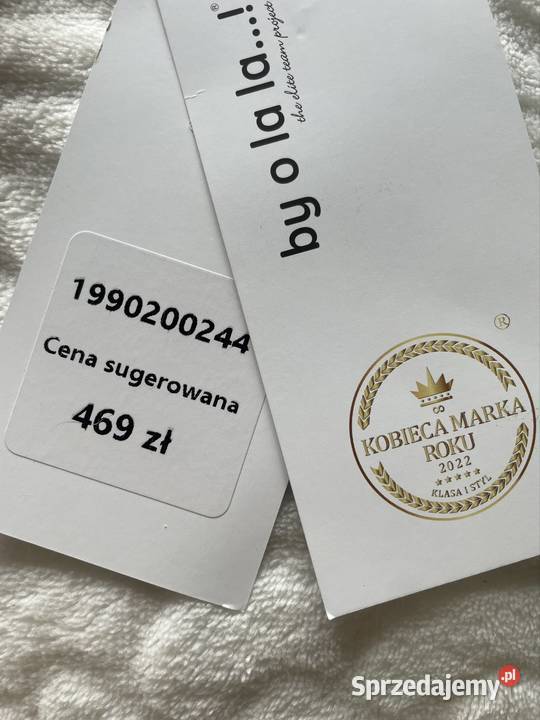 by o la la...!®
the elite team project
1990200244
Cena sugerowana
469 zł
®
KOBIECA MARKA
ROKU
2022
KLASA I STYL
Sprzedajemy.pl